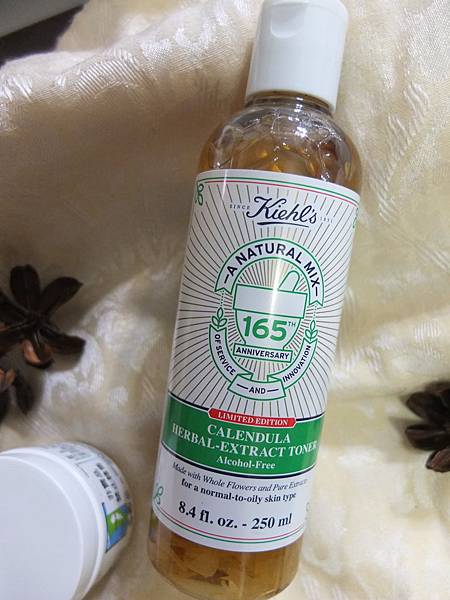 SINCE Kiehl's 1851
A NATURAL MIX
165TH
ANNIVERSARY
OF SERVICE AND INNOVATION
LIMITED EDITION
CALENDULA
HERBAL-EXTRACT TONER
Alcohol-Free
Made with Whole Flowers and Pure Extracts
for a normal-to-oily skin type
8.4 fl. oz. - 250 ml